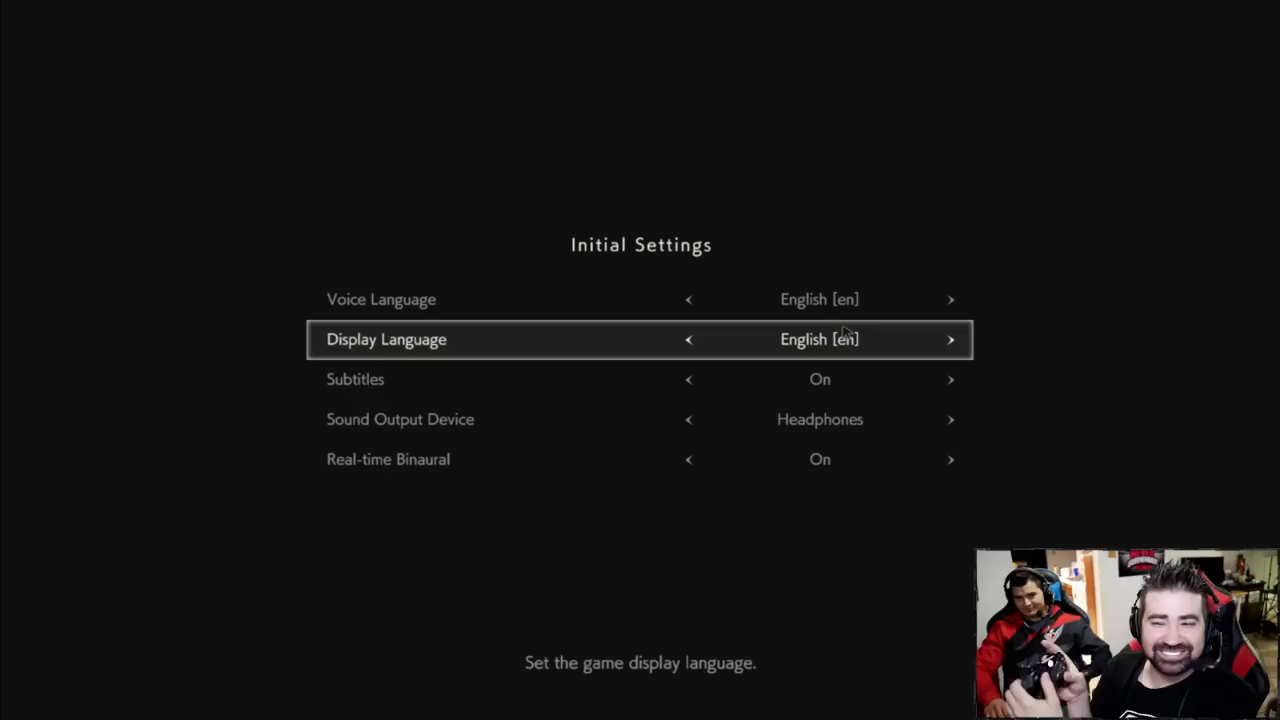 Initial Settings
Voice Language < English [en] >
Display Language < English [en] >
Subtitles < On >
Sound Output Device < Headphones >
Real-time Binaural < On >
Set the game display language.